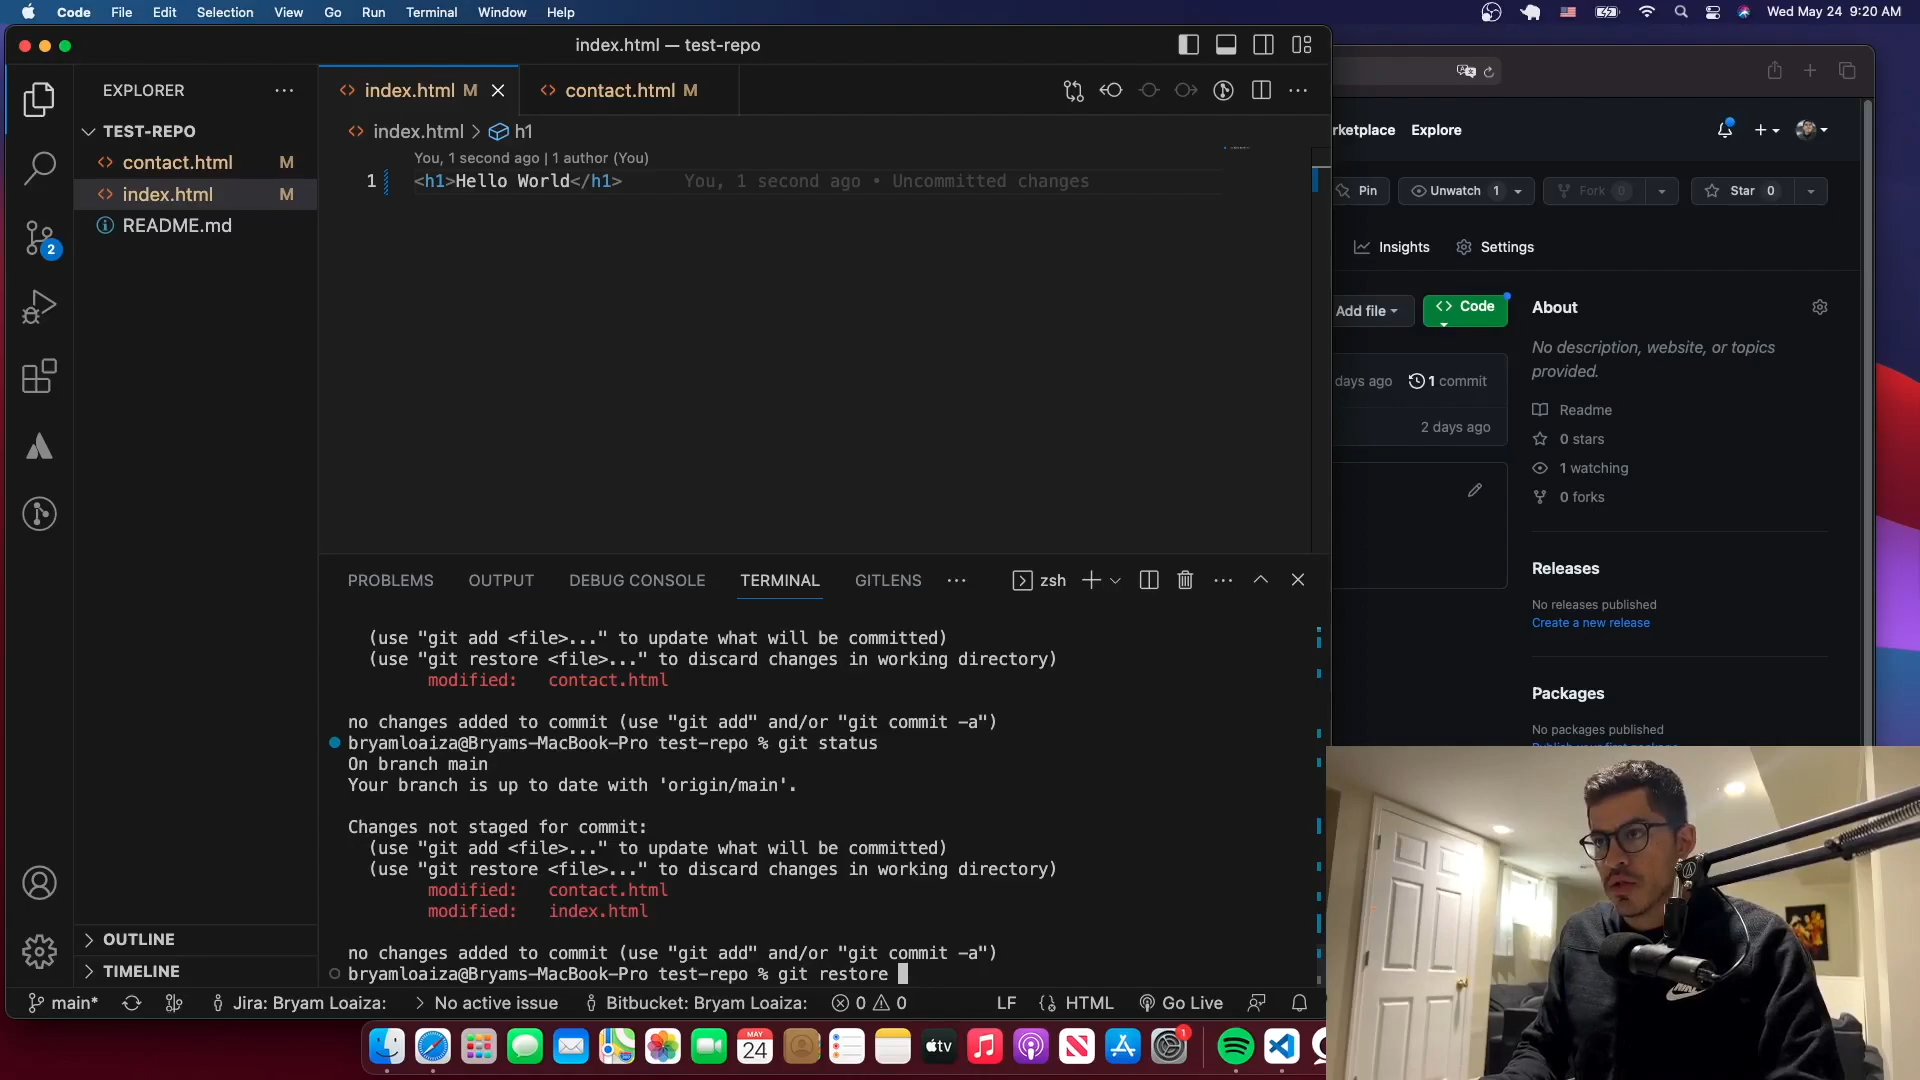 Code File Edit Selection View Go Run Terminal Window Help
Wed May 24 9:20 AM
index.html — test-repo
EXPLORER
TEST-REPO
contact.html M
index.html M
README.md
2
OUTLINE
TIMELINE
index.html M
contact.html M
index.html > h1
You, 1 second ago | 1 author (You)
1 <h1>Hello World</h1> You, 1 second ago • Uncommitted changes
PROBLEMS OUTPUT DEBUG CONSOLE TERMINAL GITLENS
zsh
(use "git add <file>..." to update what will be committed)
(use "git restore <file>..." to discard changes in working directory)
modified: contact.html
no changes added to commit (use "git add" and/or "git commit -a")
bryamloaiza@Bryams-MacBook-Pro test-repo % git status
On branch main
Your branch is up to date with 'origin/main'.
Changes not staged for commit:
(use "git add <file>..." to update what will be committed)
(use "git restore <file>..." to discard changes in working directory)
modified: contact.html
modified: index.html
no changes added to commit (use "git add" and/or "git commit -a")
bryamloaiza@Bryams-MacBook-Pro test-repo % git restore
main* Jira: Bryam Loaiza: No active issue Bitbucket: Bryam Loaiza: 0 0 LF HTML Go Live
rketplace Explore
Pin Unwatch 1 Fork 0 Star 0
Insights Settings
Add file Code
days ago 1 commit
2 days ago
About
No description, website, or topics
provided.
Readme
0 stars
1 watching
0 forks
Releases
No releases published
Create a new release
Packages
No packages published
MAY
24
tv
1